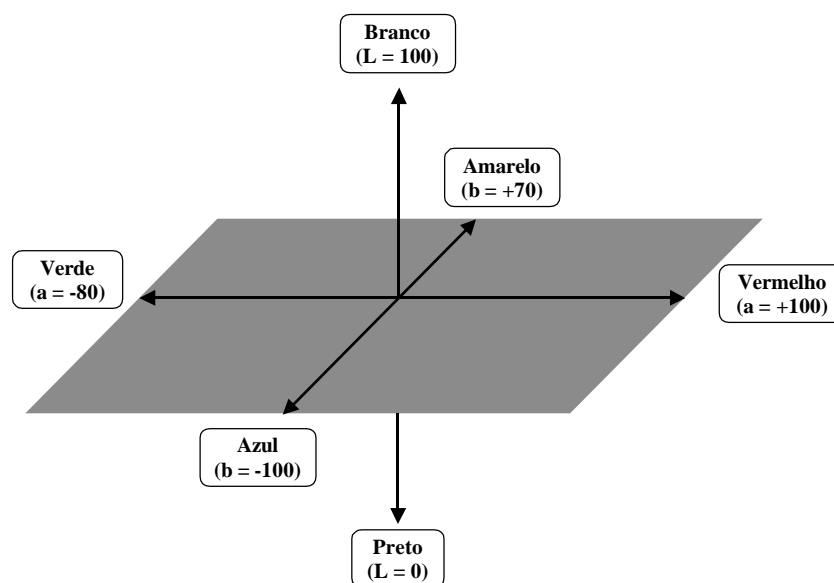 Branco
(L = 100)
Amarelo
(b = +70)
Verde
(a = -80)
Vermelho
(a = +100)
Azul
(b = -100)
Preto
(L = 0)